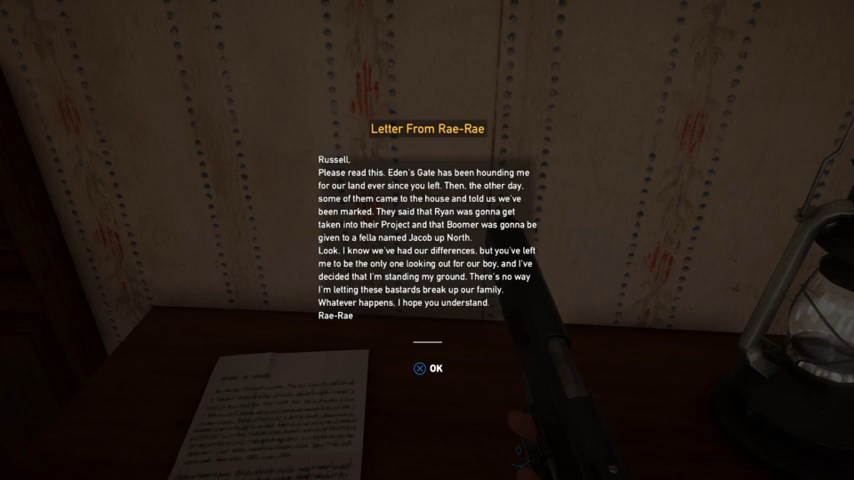 Letter From Rae-Rae
Russell,
Please read this. Eden's Gate has been hounding me
for our land ever since you left. Then, the other day,
some of them came to the house and told us we've
been marked. They said that Ryan was gonna get
taken into their Project and that Boomer was gonna be
given to a fella named Jacob up North.
Look, I know we've had our differences, but you've left
me to be the only one looking out for our boy, and I've
decided that I'm standing my ground. There's no way
I'm letting these bastards break up our family.
Whatever happens, I hope you understand.
Rae-Rae
OK